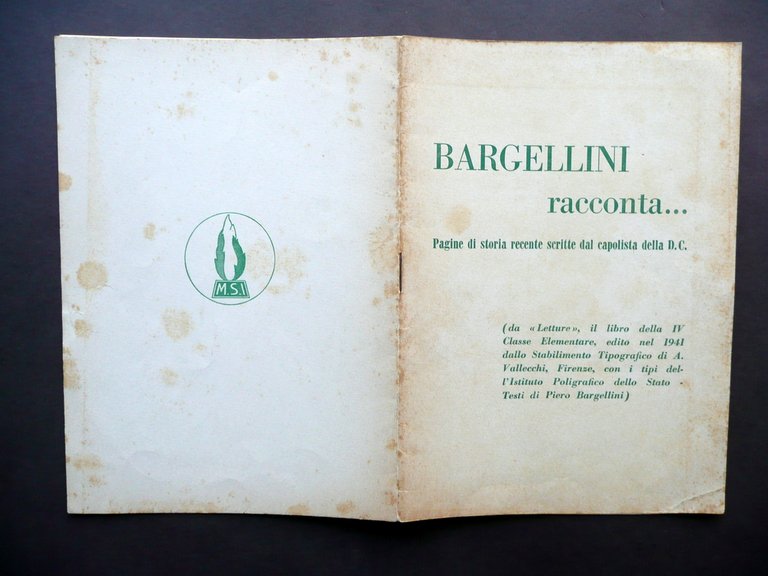 M.S.I
BARGELLINI
racconta...
Pagine di storia recente scritte dal capolista della D.C.
(da «Letture», il libro della IV
Classe Elementare, edito nel 1941
dallo Stabilimento Tipografico di A.
Vallecchi, Firenze, con i tipi del-
l'Istituto Poligrafico dello Stato -
Testi di Piero Bargellini)